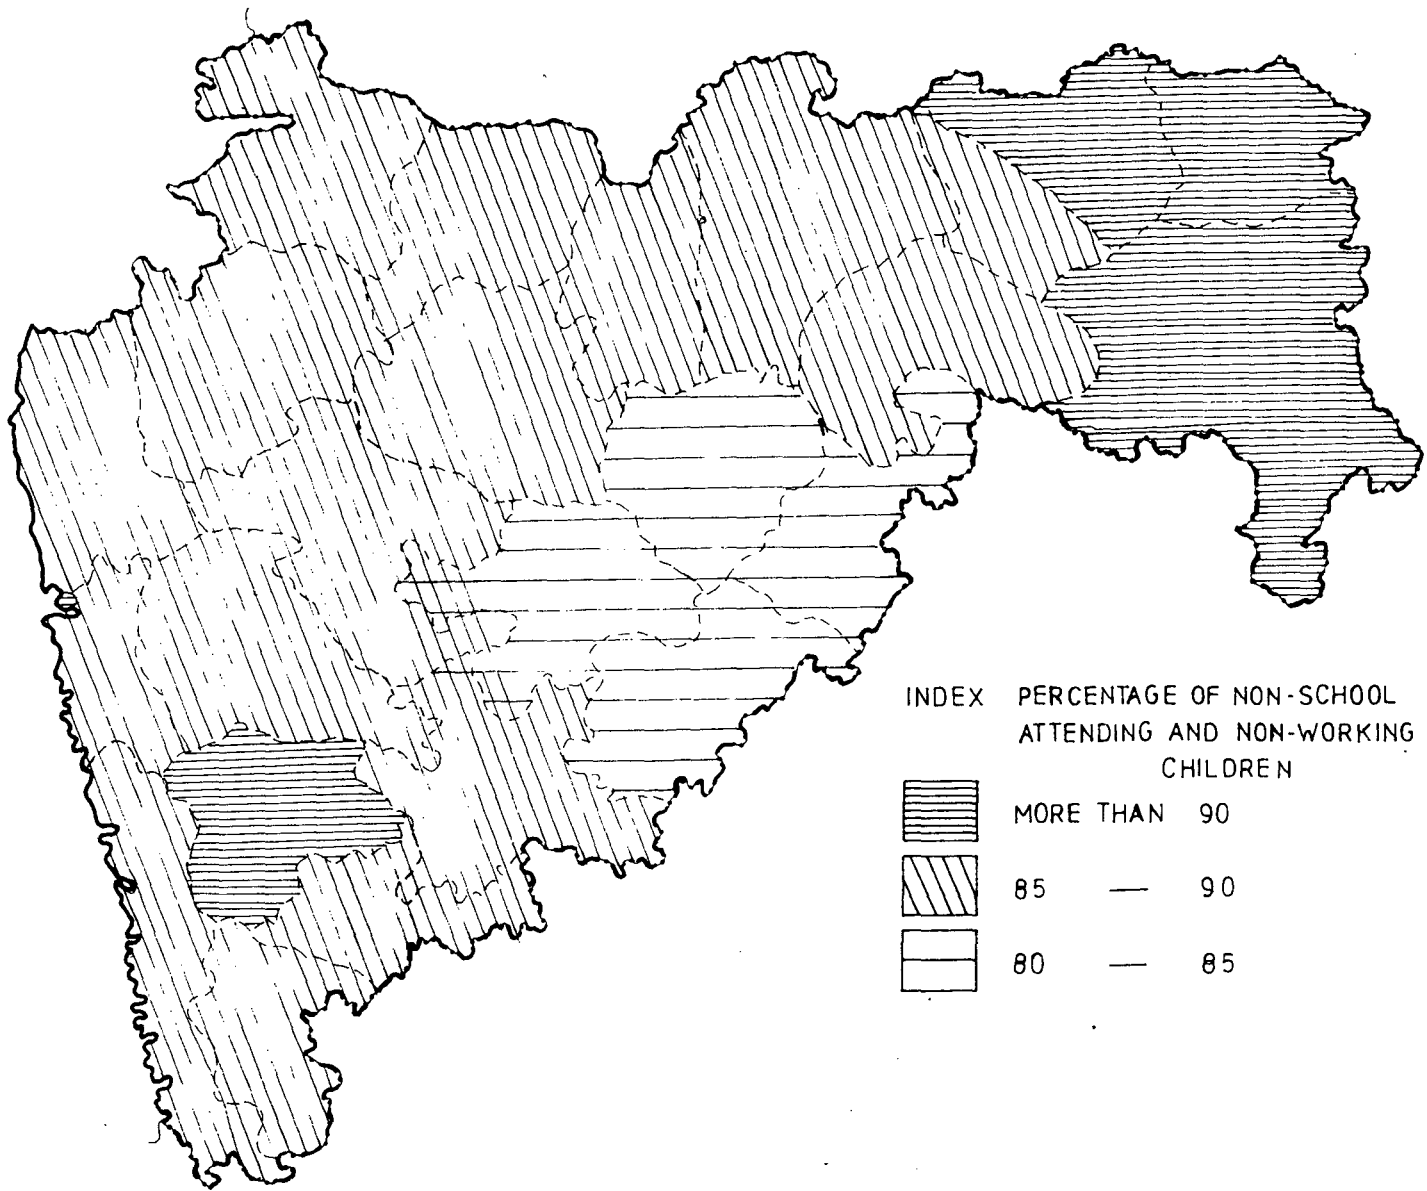 INDEX PERCENTAGE OF NON-SCHOOL
ATTENDING AND NON-WORKING
CHILDREN
MORE THAN 90
85 — 90
80 — 85